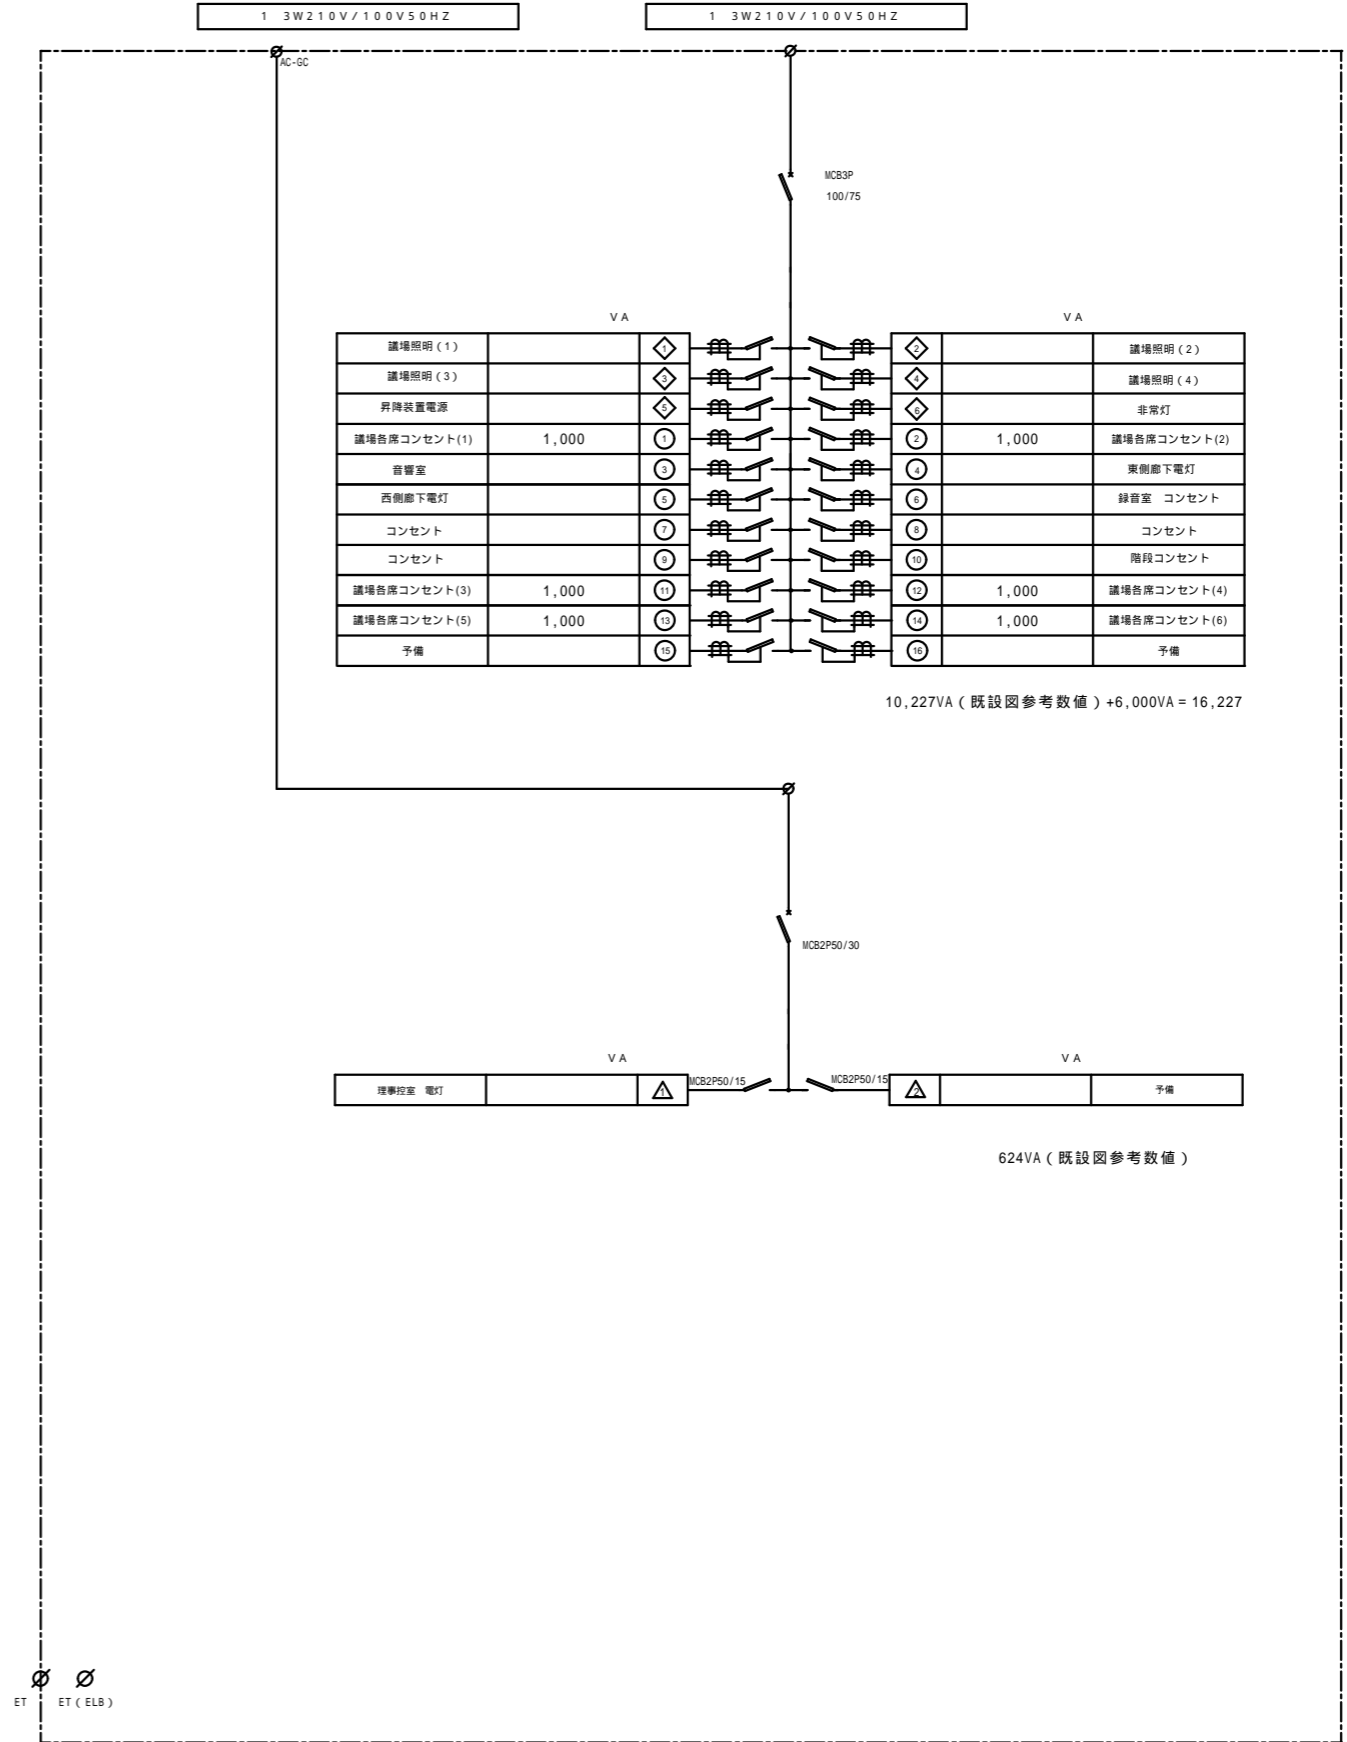 1 3W210V/100V50HZ
1 3W210V/100V50HZ
AC-GC
MCB3P
100/75
VA
VA
議場照明(1) 1 2 議場照明(2)
議場照明(3) 3 4 議場照明(4)
昇降装置電源 5 6 非常灯
議場各席コンセント(1) 1,000 1 2 1,000 議場各席コンセント(2)
音響室 3 4 東側廊下電灯
西側廊下電灯 5 6 録音室 コンセント
コンセント 7 8 コンセント
コンセント 9 10 階段コンセント
議場各席コンセント(3) 1,000 11 12 1,000 議場各席コンセント(4)
議場各席コンセント(5) 1,000 13 14 1,000 議場各席コンセント(6)
予備 15 16 予備
10,227VA(既設図参考数値)+6,000VA=16,227
MCB2P50/30
VA
VA
理事控室 電灯 1 MCB2P50/15 MCB2P50/15 2 予備
624VA(既設図参考数値)
ET ET(ELB)